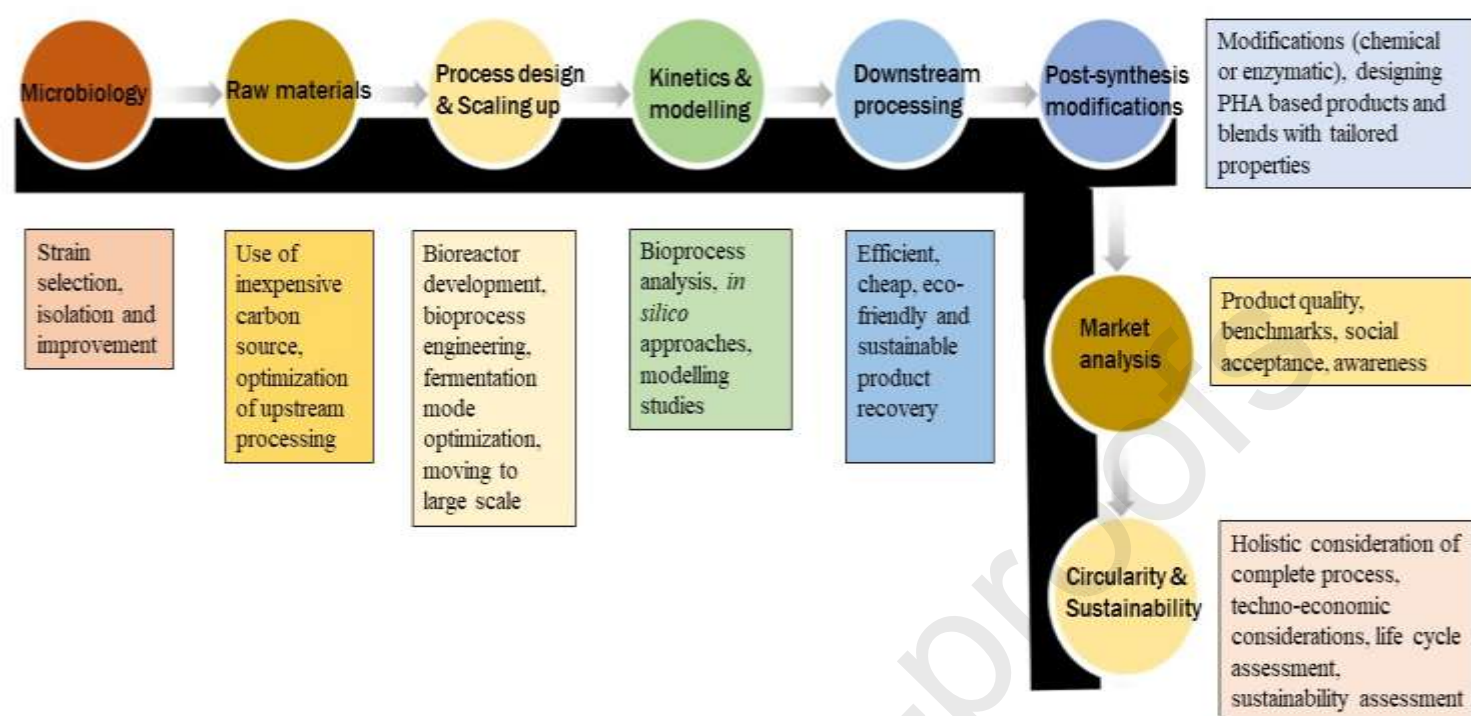 Microbiology
Raw materials
Process design
& Scaling up
Kinetics &
modelling
Downstream
processing
Post-synthesis
modifications
Modifications (chemical
or enzymatic), designing
PHA based products and
blends with tailored
properties
Strain
selection,
isolation and
improvement
Use of
inexpensive
carbon
source,
optimization
of upstream
processing
Bioreactor
development,
bioprocess
engineering,
fermentation
mode
optimization,
moving to
large scale
Bioprocess
analysis, in
silico
approaches,
modelling
studies
Efficient,
cheap, eco-
friendly and
sustainable
product
recovery
Market
analysis
Product quality,
benchmarks, social
acceptance, awareness
Circularity &
Sustainability
Holistic consideration of
complete process,
techno-economic
considerations, life cycle
assessment,
sustainability assessment
proofs